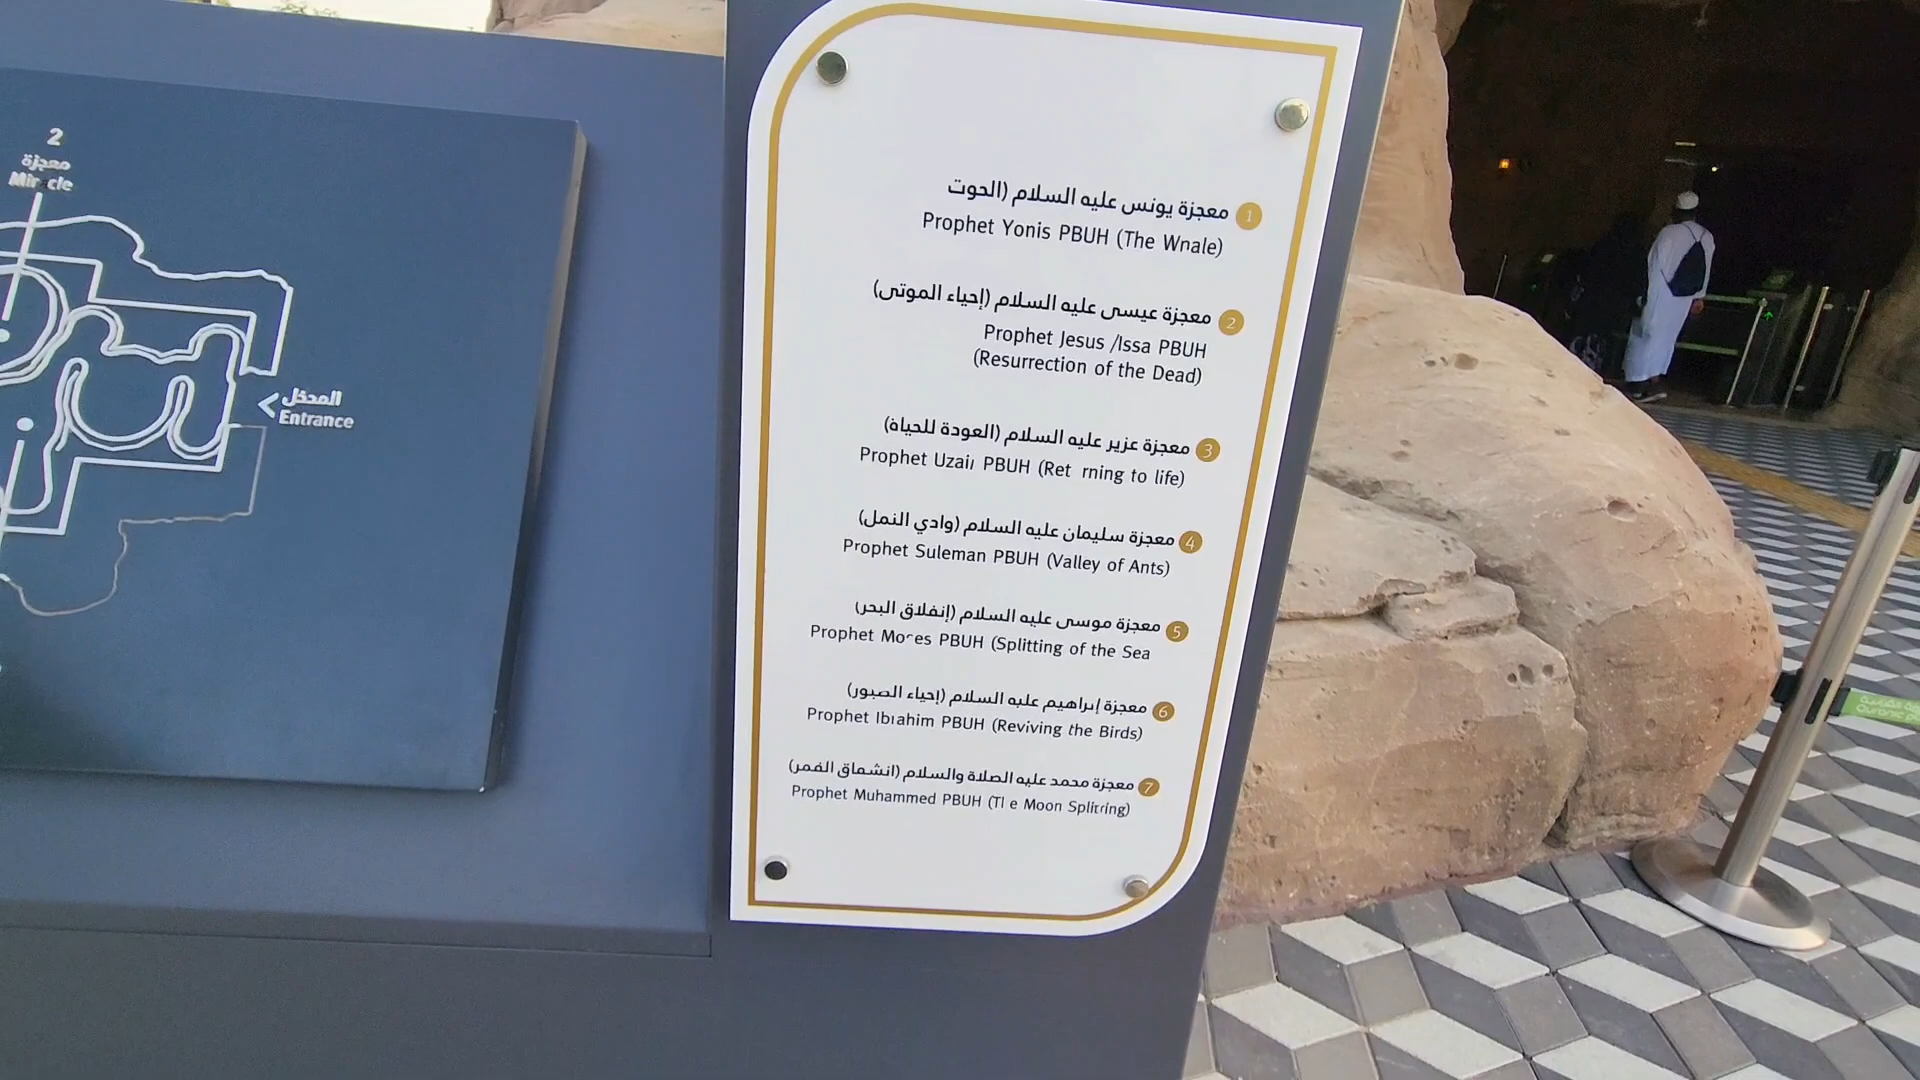 2
معجزة
Miracle
المدخل
Entrance
1 معجزة يونس عليه السلام (الحوت
Prophet Yonis PBUH (The Whale)
2 معجزة عيسى عليه السلام (إحياء الموتى)
Prophet Jesus /Issa PBUH
(Resurrection of the Dead)
3 معجزة عزير عليه السلام (العودة للحياة)
Prophet Uzair PBUH (Ret rning to life)
4 معجزة سليمان عليه السلام (وادي النمل)
Prophet Suleman PBUH (Valley of Ants)
5 معجزة موسى عليه السلام (إنفلاق البحر)
Prophet Moses PBUH (Splitting of the Sea
6 معجزة إبراهيم عليه السلام (إحياء الطيور)
Prophet Ibrahim PBUH (Reviving the Birds)
7 معجزة محمد عليه الصلاة والسلام (انشقاق القمر)
Prophet Muhammed PBUH (T e Moon Splitting)